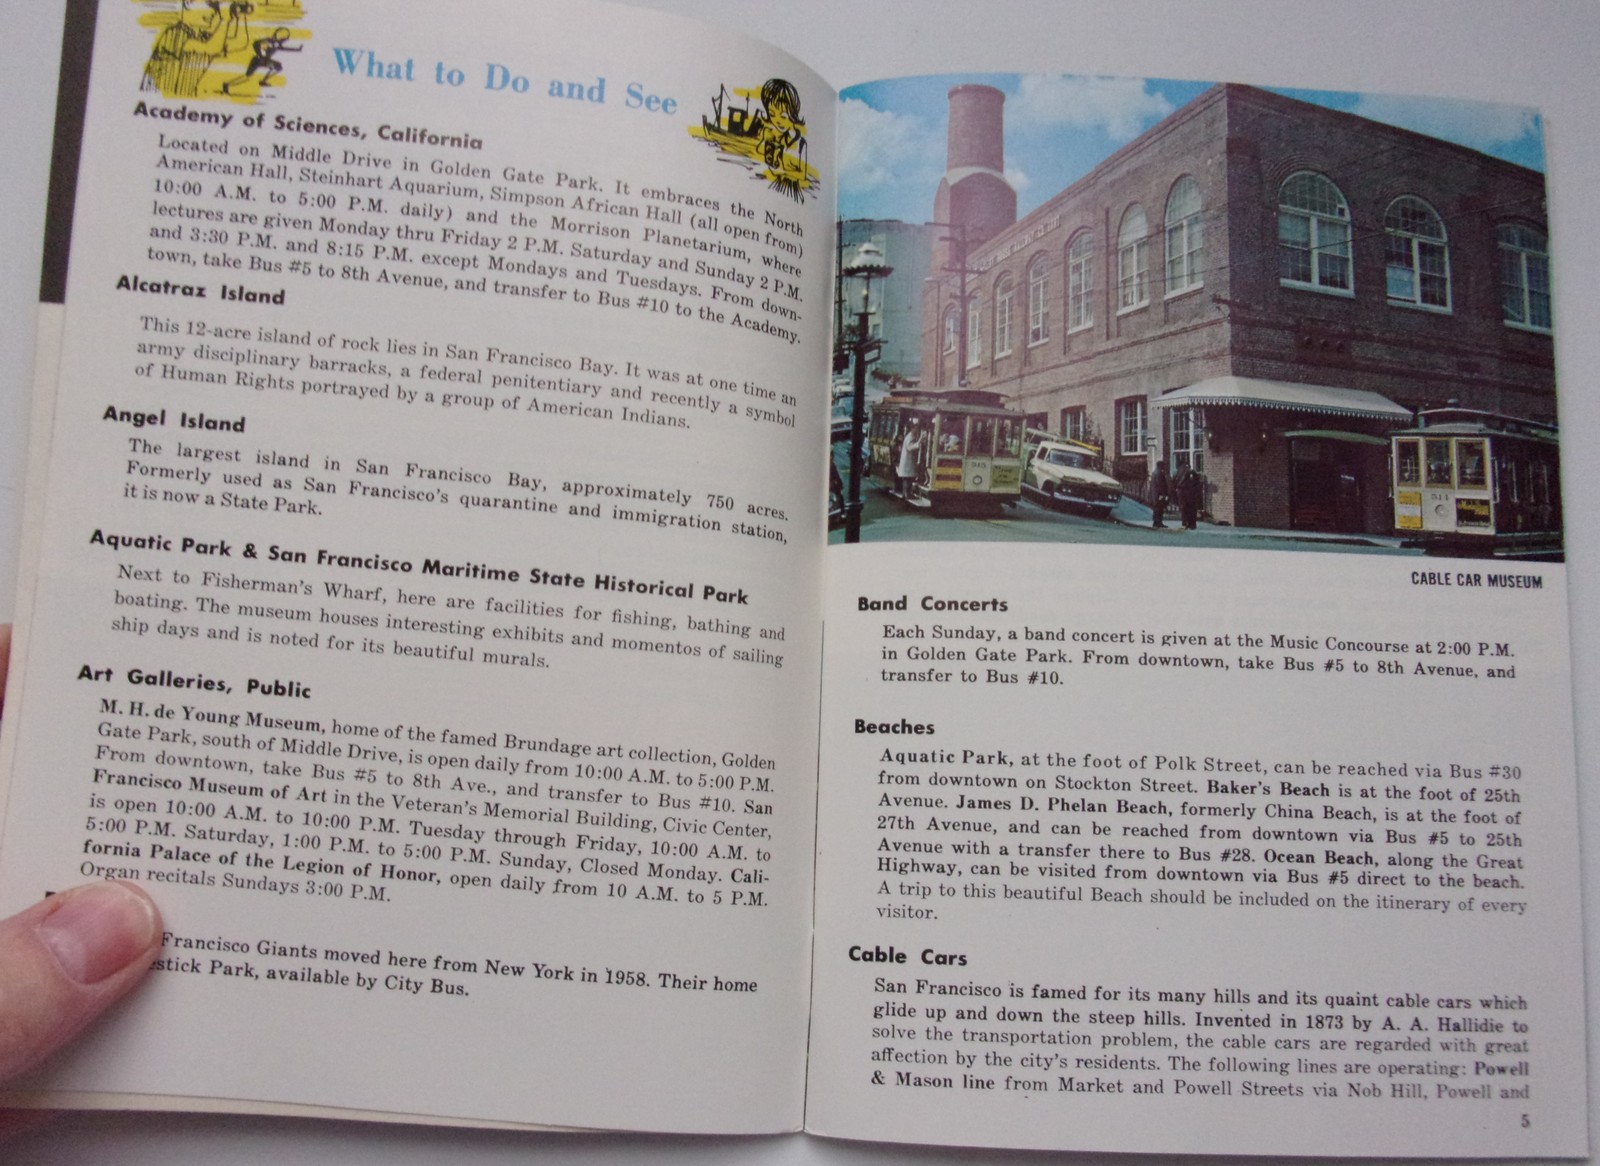 What to Do and See
Academy of Sciences, California
Located on Middle Drive in Golden Gate Park. It embraces the North
American Hall, Steinhart Aquarium, Simpson African Hall (all open from)
10:00 A.M. to 5:00 P.M. daily) and the Morrison Planetarium, where
lectures are given Monday thru Friday 2 P.M. Saturday and Sunday 2 P.M.
and 3:30 P.M. and 8:15 P.M. except Mondays and Tuesdays. From down-
town, take Bus #5 to 8th Avenue, and transfer to Bus #10 to the Academy.
Alcatraz Island
This 12-acre island of rock lies in San Francisco Bay. It was at one time an
army disciplinary barracks, a federal penitentiary and recently a symbol
of Human Rights portrayed by a group of American Indians.
Angel Island
The largest island in San Francisco Bay, approximately 750 acres.
Formerly used as San Francisco's quarantine and immigration station,
it is now a State Park.
Aquatic Park & San Francisco Maritime State Historical Park
Next to Fisherman's Wharf, here are facilities for fishing, bathing and
boating. The museum houses interesting exhibits and momentos of sailing
ship days and is noted for its beautiful murals.
Art Galleries, Public
M. H. de Young Museum, home of the famed Brundage art collection, Golden
Gate Park, south of Middle Drive, is open daily from 10:00 A.M. to 5:00 P.M.
From downtown, take Bus #5 to 8th Ave., and transfer to Bus #10. San
Francisco Museum of Art in the Veteran's Memorial Building, Civic Center,
is open 10:00 A.M. to 10:00 P.M. Tuesday through Friday, 10:00 A.M. to
5:00 P.M. Saturday, 1:00 P.M. to 5:00 P.M. Sunday, Closed Monday. Cali-
fornia Palace of the Legion of Honor, open daily from 10 A.M. to 5 P.M.
Organ recitals Sundays 3:00 P.M.
Francisco Giants moved here from New York in 1958. Their home
stick Park, available by City Bus.
515
511
CABLE CAR MUSEUM
Band Concerts
Each Sunday, a band concert is given at the Music Concourse at 2:00 P.M.
in Golden Gate Park. From downtown, take Bus #5 to 8th Avenue, and
transfer to Bus #10.
Beaches
Aquatic Park, at the foot of Polk Street, can be reached via Bus #30
from downtown on Stockton Street. Baker's Beach is at the foot of 25th
Avenue. James D. Phelan Beach, formerly China Beach, is at the foot of
27th Avenue, and can be reached from downtown via Bus #5 to 25th
Avenue with a transfer there to Bus #28. Ocean Beach, along the Great
Highway, can be visited from downtown via Bus #5 direct to the beach.
A trip to this beautiful Beach should be included on the itinerary of every
visitor.
Cable Cars
San Francisco is famed for its many hills and its quaint cable cars which
glide up and down the steep hills. Invented in 1873 by A. A. Hallidie to
solve the transportation problem, the cable cars are regarded with great
affection by the city's residents. The following lines are operating: Powell
& Mason line from Market and Powell Streets via Nob Hill, Powell and
5